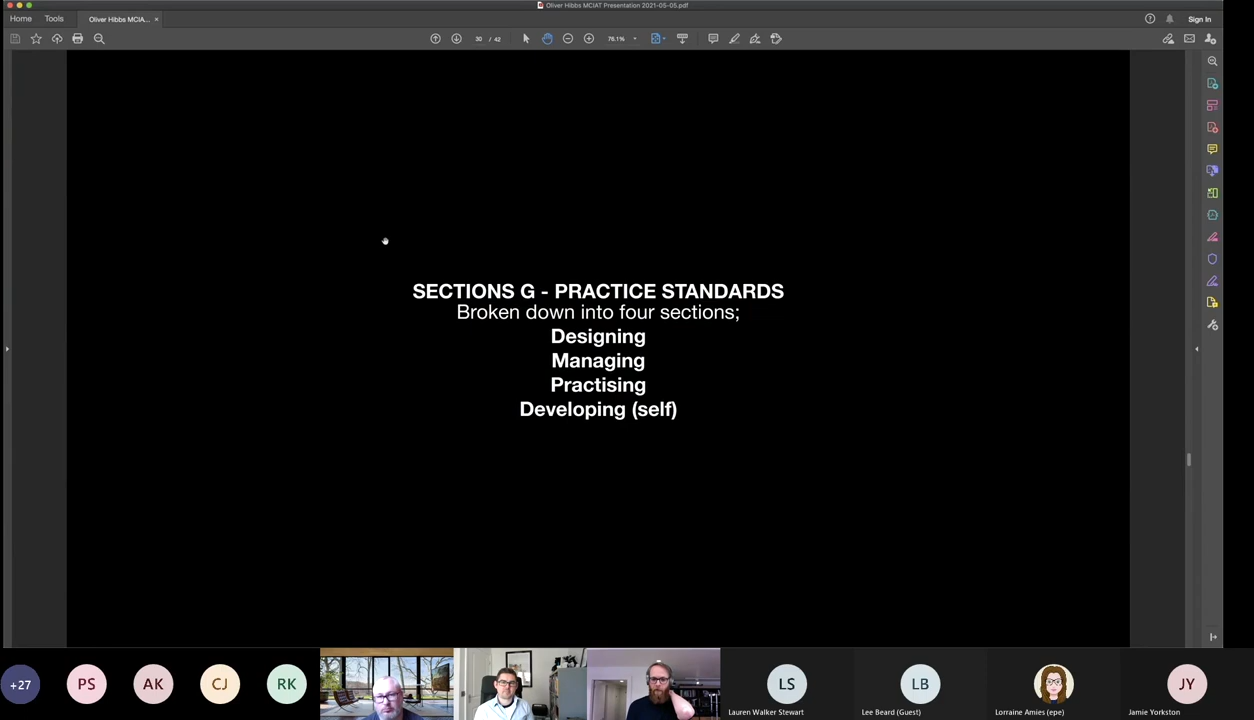 Oliver Hibbs MCIAT Presentation 2021-05-05.pdf
Home Tools Oliver Hibbs MCIA... × Sign In
30 / 42 76.1%
SECTIONS G - PRACTICE STANDARDS
Broken down into four sections;
Designing
Managing
Practising
Developing (self)
+27 PS AK CJ RK LS LB JY
Lauren Walker Stewart Lee Beard (Guest) Lorraine Amies (epe) Jamie Yorkston